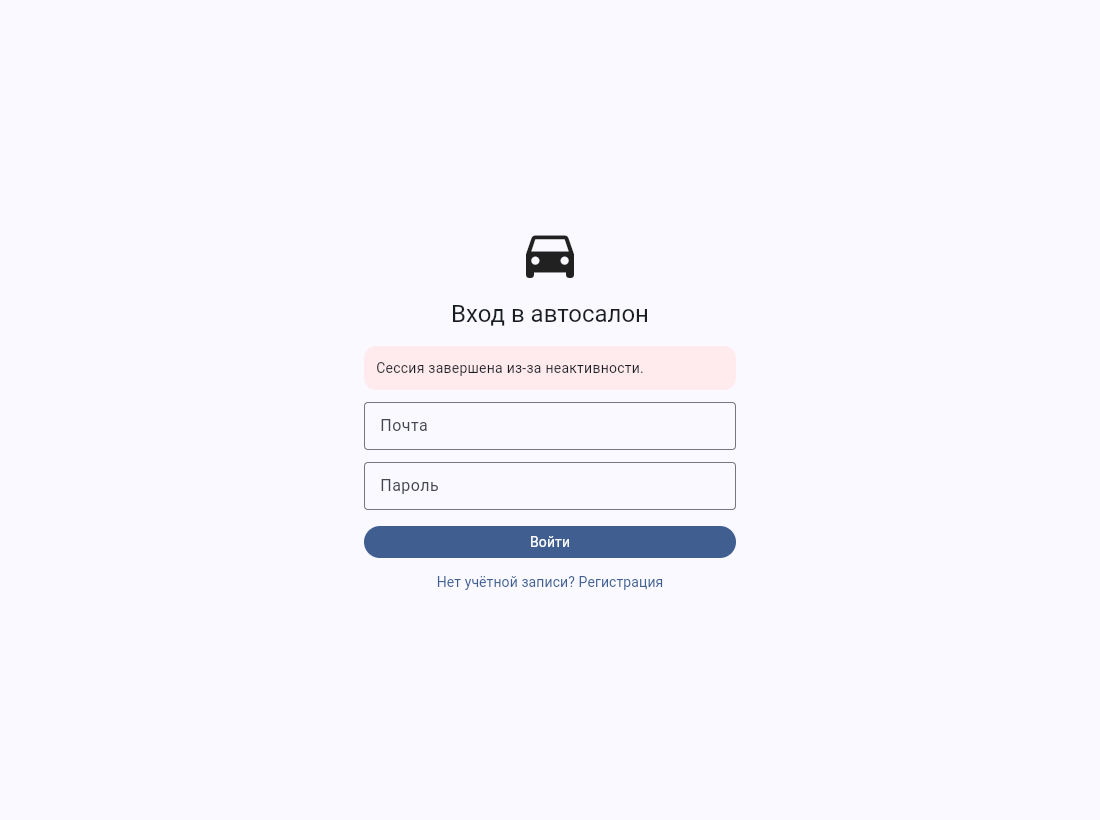 Вход в автосалон
Сессия завершена из-за неактивности.
Почта
Пароль
Войти
Нет учётной записи? Регистрация